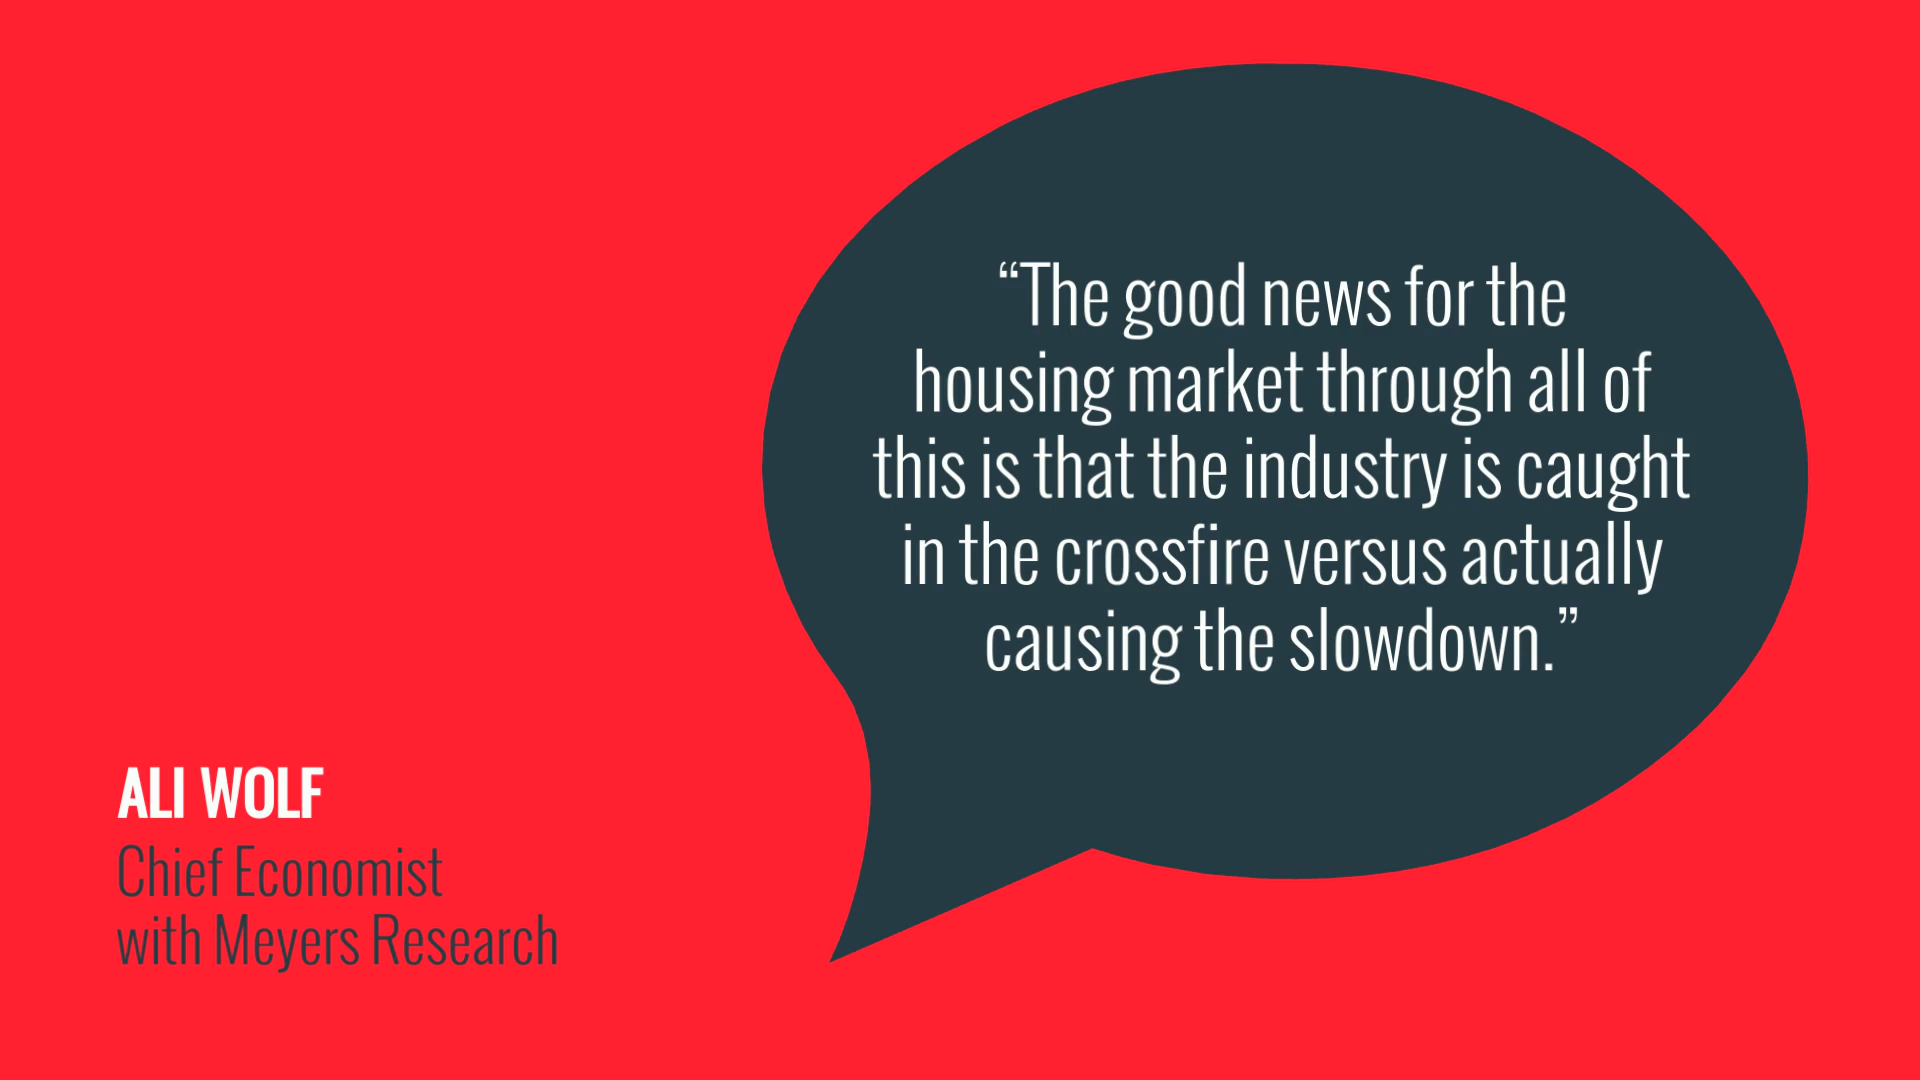 “The good news for the
housing market through all of
this is that the industry is caught
in the crossfire versus actually
causing the slowdown.”
ALI WOLF
Chief Economist
with Meyers Research